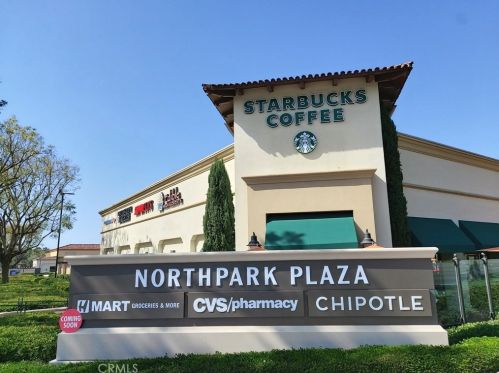 STARBUCKS
COFFEE
NORTHPARK PLAZA
H MART GROCERIES & MORE
CVS/pharmacy
CHIPOTLE
COMING
SOON
CRMLS